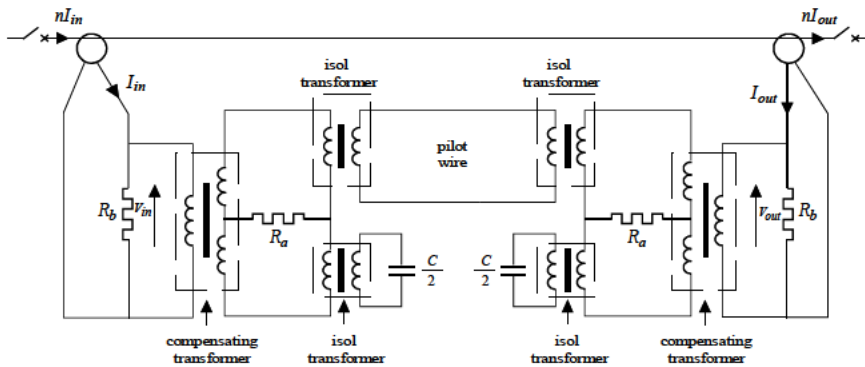 nI_in
nI_out
isol
transformer
isol
transformer
I_in
I_out
pilot
wire
R_b
V_in
R_a
R_a
V_out
R_b
C/2
C/2
compensating
transformer
isol
transformer
isol
transformer
compensating
transformer